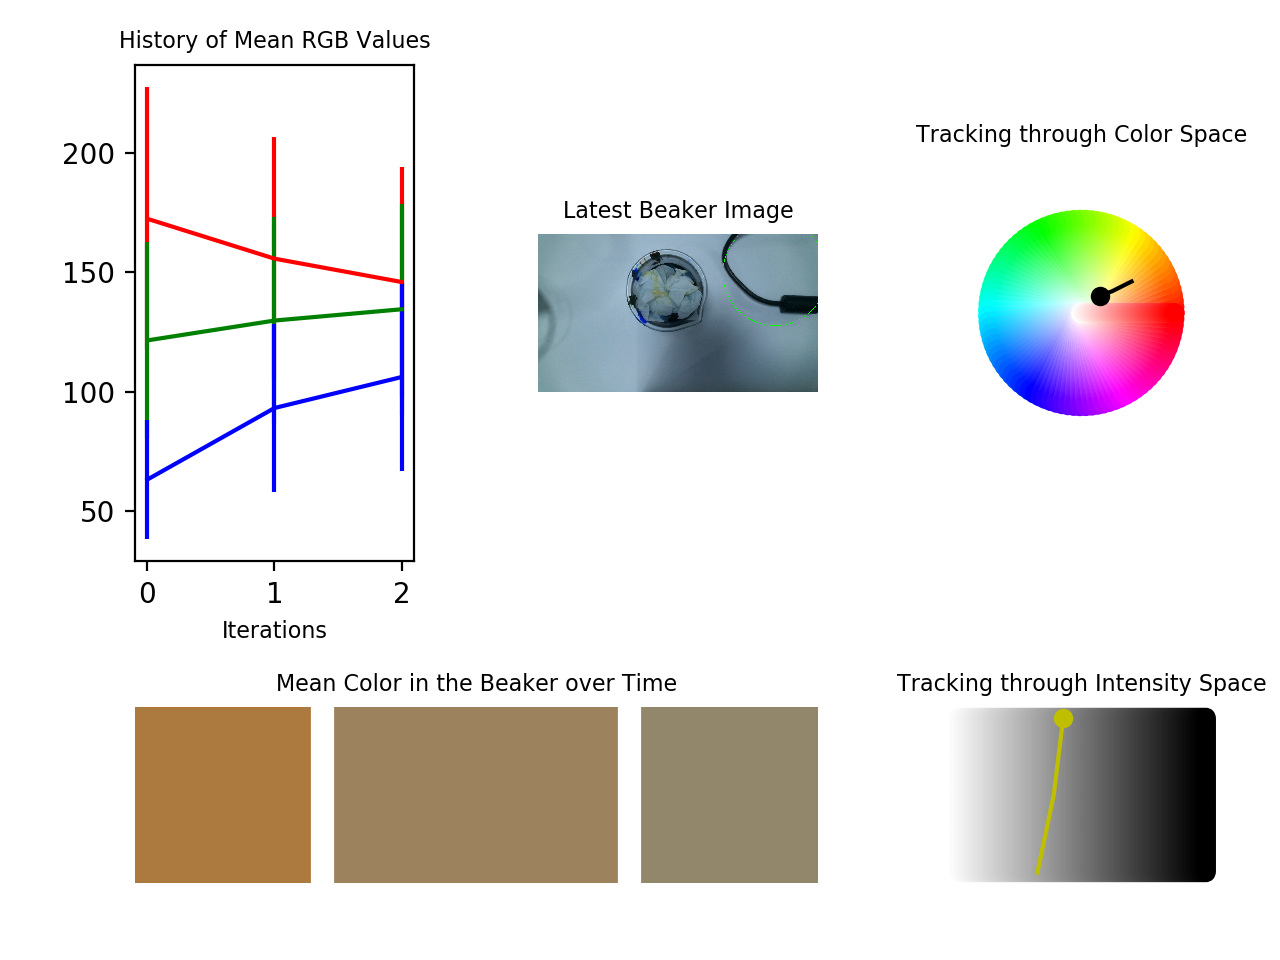 History of Mean RGB Values
200
150
100
50
0 1 2
Iterations
Latest Beaker Image
Tracking through Color Space
Mean Color in the Beaker over Time
Tracking through Intensity Space